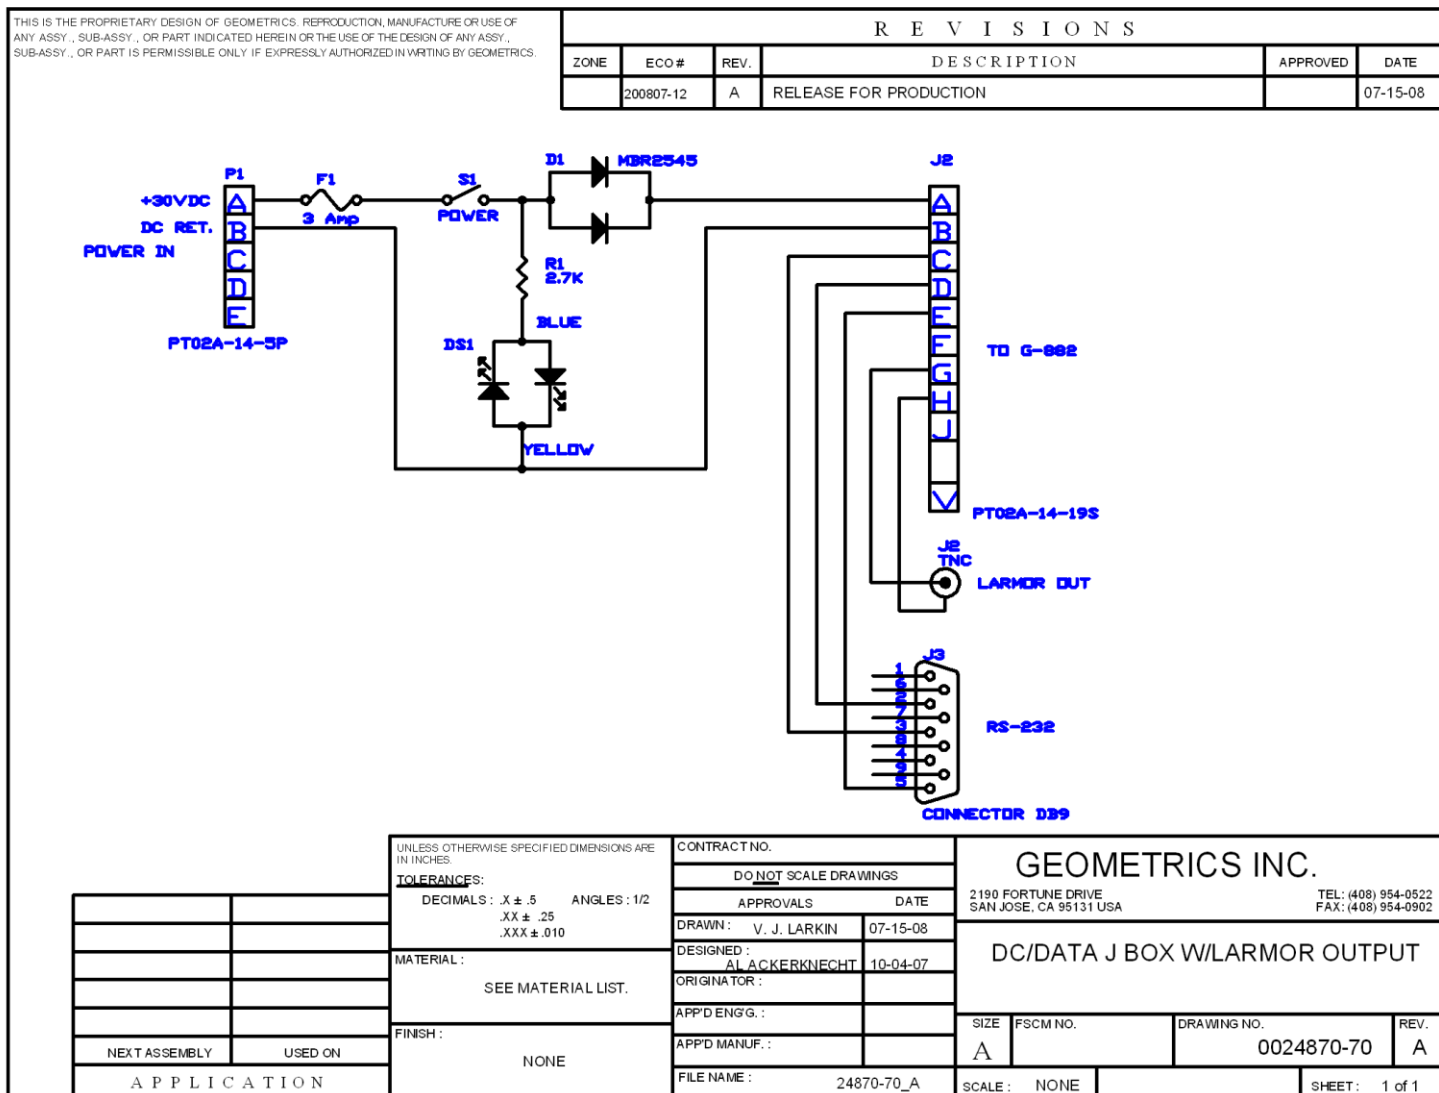 THIS IS THE PROPRIETARY DESIGN OF GEOMETRICS. REPRODUCTION, MANUFACTURE OR USE OF
ANY ASSY., SUB-ASSY., OR PART INDICATED HEREIN OR THE USE OF THE DESIGN OF ANY ASSY.,
SUB-ASSY., OR PART IS PERMISSIBLE ONLY IF EXPRESSLY AUTHORIZED IN WRITING BY GEOMETRICS.
REVISIONS
ZONE ECO # REV. DESCRIPTION APPROVED DATE
200807-12 A RELEASE FOR PRODUCTION 07-15-08
P1
+30VDC
DC RET.
POWER IN
A
B
C
D
E
PT02A-14-5P
F1
3 Amp
S1
POWER
D1 MBR2545
R1
2.7K
BLUE
DS1
YELLOW
J2
A
B
C
D
E
F
G
H
J
V
TO G-882
PT02A-14-19S
J2
TNC
LARMOR OUT
J3
1
6
2
7
3
8
4
9
5
RS-232
CONNECTOR DB9
NEXT ASSEMBLY USED ON
APPLICATION
UNLESS OTHERWISE SPECIFIED DIMENSIONS ARE
IN INCHES.
TOLERANCES:
DECIMALS : .X ± .5 ANGLES : 1/2
.XX ± .25
.XXX ± .010
MATERIAL :
SEE MATERIAL LIST.
FINISH :
NONE
CONTRACT NO.
DO NOT SCALE DRAWINGS
APPROVALS DATE
DRAWN : V. J. LARKIN 07-15-08
DESIGNED :
AL ACKERKNECHT 10-04-07
ORIGINATOR :
APP'D ENG'G. :
APP'D MANUF. :
FILE NAME : 24870-70_A
GEOMETRICS INC.
2190 FORTUNE DRIVE
SAN JOSE, CA 95131 USA
TEL: (408) 954-0522
FAX: (408) 954-0902
DC/DATA J BOX W/LARMOR OUTPUT
SIZE FSCM NO. DRAWING NO. REV.
A 0024870-70 A
SCALE : NONE SHEET : 1 of 1